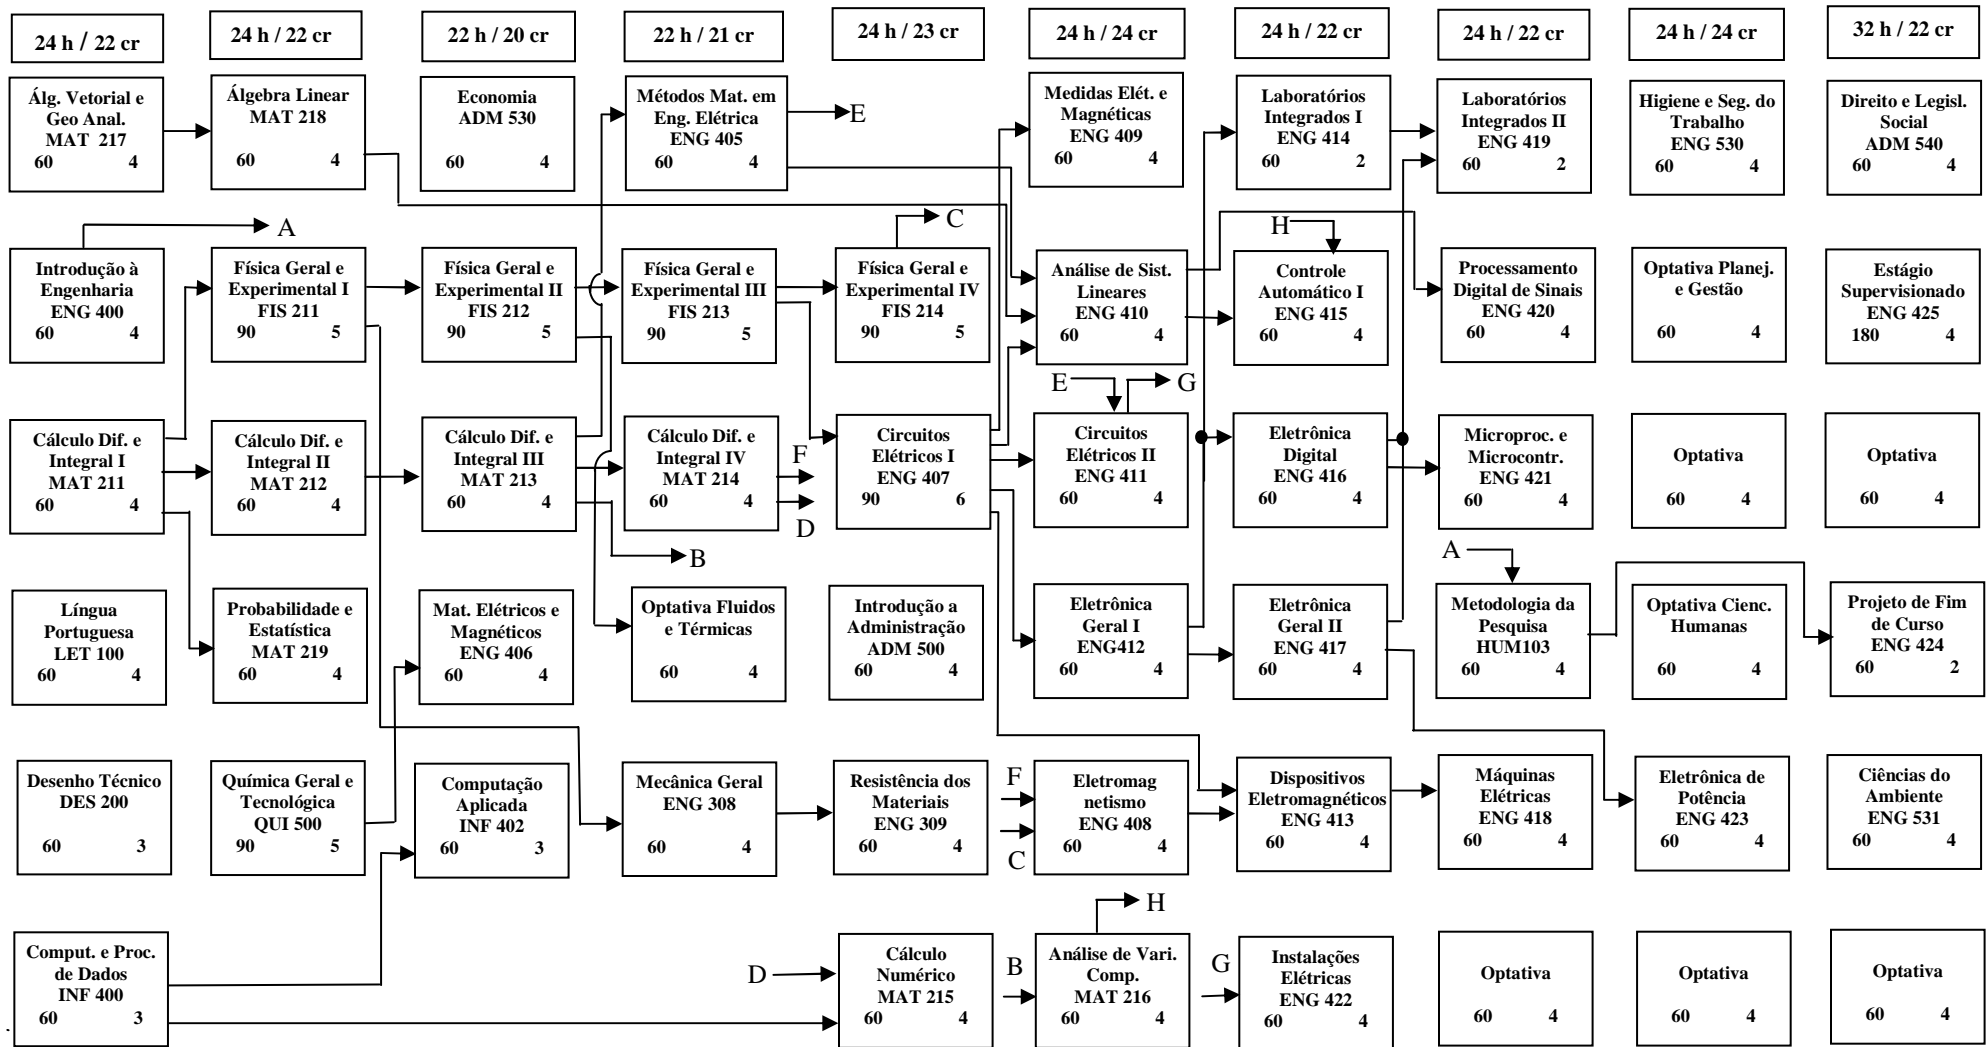 24 h / 22 cr
24 h / 22 cr
22 h / 20 cr
22 h / 21 cr
24 h / 23 cr
24 h / 24 cr
24 h / 22 cr
24 h / 22 cr
24 h / 24 cr
32 h / 22 cr
Álg. Vetorial e
Geo Anal.
MAT 217
60 4
Álgebra Linear
MAT 218
60 4
Economia
ADM 530
60 4
Métodos Mat. em
Eng. Elétrica
ENG 405
60 4
E
Medidas Elét. e
Magnéticas
ENG 409
60 4
Laboratórios
Integrados I
ENG 414
60 2
Laboratórios
Integrados II
ENG 419
60 2
Higiene e Seg. do
Trabalho
ENG 530
60 4
Direito e Legisl.
Social
ADM 540
60 4
A
C
H
Introdução à
Engenharia
ENG 400
60 4
Física Geral e
Experimental I
FIS 211
90 5
Física Geral e
Experimental II
FIS 212
90 5
Física Geral e
Experimental III
FIS 213
90 5
Física Geral e
Experimental IV
FIS 214
90 5
Análise de Sist.
Lineares
ENG 410
60 4
Controle
Automático I
ENG 415
60 4
Processamento
Digital de Sinais
ENG 420
60 4
Optativa Planej.
e Gestão
60 4
Estágio
Supervisionado
ENG 425
180 4
E
G
Cálculo Dif. e
Integral I
MAT 211
60 4
Cálculo Dif. e
Integral II
MAT 212
60 4
Cálculo Dif. e
Integral III
MAT 213
60 4
Cálculo Dif. e
Integral IV
MAT 214
60 4
F
D
Circuitos
Elétricos I
ENG 407
90 6
Circuitos
Elétricos II
ENG 411
60 4
Eletrônica
Digital
ENG 416
60 4
Microproc. e
Microcontr.
ENG 421
60 4
Optativa
60 4
Optativa
60 4
B
A
Língua
Portuguesa
LET 100
60 4
Probabilidade e
Estatística
MAT 219
60 4
Mat. Elétricos e
Magnéticos
ENG 406
60 4
Optativa Fluidos
e Térmicas
60 4
Introdução a
Administração
ADM 500
60 4
Eletrônica
Geral I
ENG412
60 4
Eletrônica
Geral II
ENG 417
60 4
Metodologia da
Pesquisa
HUM103
60 4
Optativa Cienc.
Humanas
60 4
Projeto de Fim
de Curso
ENG 424
60 2
Desenho Técnico
DES 200
60 3
Química Geral e
Tecnológica
QUI 500
90 5
Computação
Aplicada
INF 402
60 3
Mecânica Geral
ENG 308
60 4
Resistência dos
Materiais
ENG 309
60 4
F
C
Eletromag
netismo
ENG 408
60 4
Dispositivos
Eletromagnéticos
ENG 413
60 4
Máquinas
Elétricas
ENG 418
60 4
Eletrônica de
Potência
ENG 423
60 4
Ciências do
Ambiente
ENG 531
60 4
H
Comput. e Proc.
de Dados
INF 400
60 3
D
Cálculo
Numérico
MAT 215
60 4
B
Análise de Vari.
Comp.
MAT 216
60 4
G
Instalações
Elétricas
ENG 422
60 4
Optativa
60 4
Optativa
60 4
Optativa
60 4